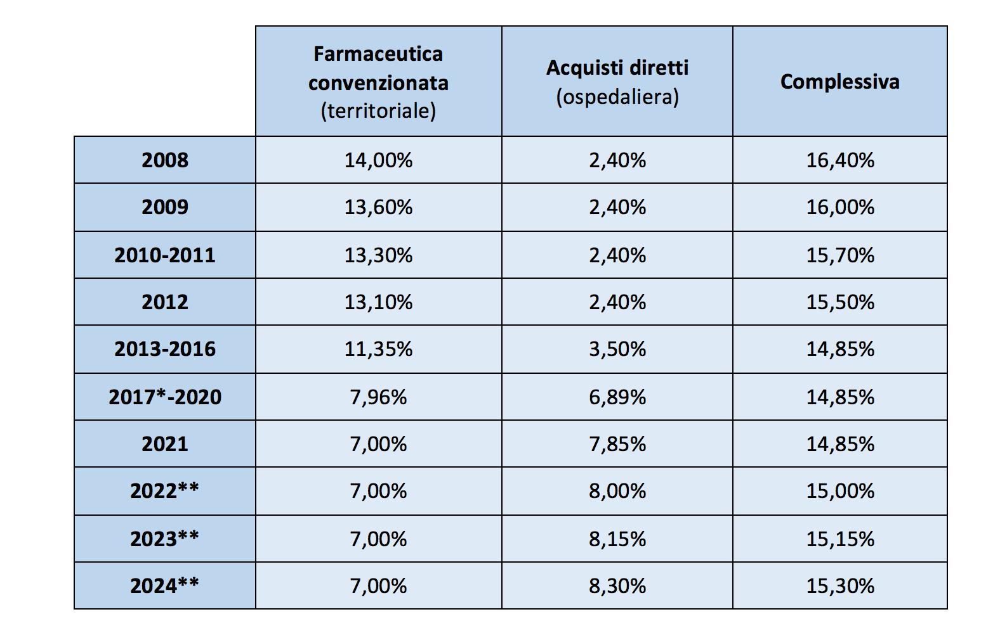 Farmaceutica
convenzionata
(territoriale)
Acquisti diretti
(ospedaliera)
Complessiva
2008 14,00% 2,40% 16,40%
2009 13,60% 2,40% 16,00%
2010-2011 13,30% 2,40% 15,70%
2012 13,10% 2,40% 15,50%
2013-2016 11,35% 3,50% 14,85%
2017*-2020 7,96% 6,89% 14,85%
2021 7,00% 7,85% 14,85%
2022** 7,00% 8,00% 15,00%
2023** 7,00% 8,15% 15,15%
2024** 7,00% 8,30% 15,30%